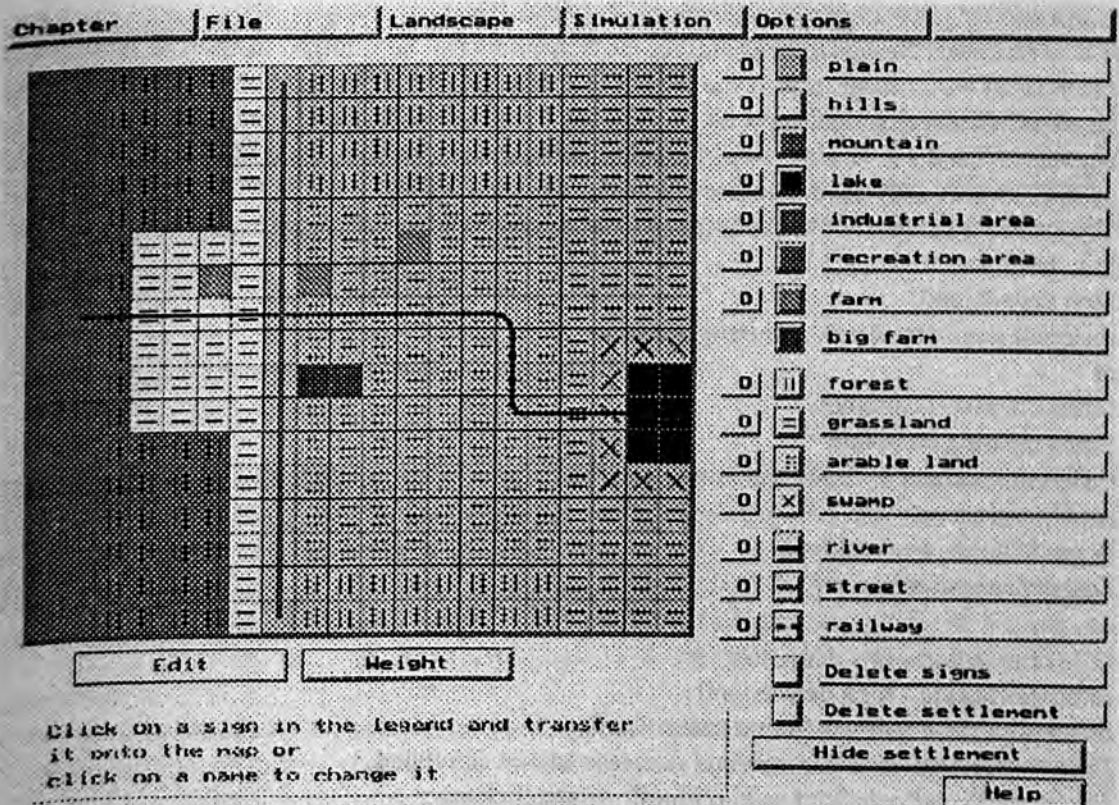 Chapter File Landscape Simulation Options
0 plain
0 hills
0 mountain
0 lake
0 industrial area
0 recreation area
0 farm
big farm
0 forest
0 grassland
0 arable land
0 swamp
0 river
0 street
0 railway
Delete signs
Delete settlement
Hide settlement
Help
Edit Weight
Click on a sign in the legend and transfer
it onto the map or
click on a name to change it